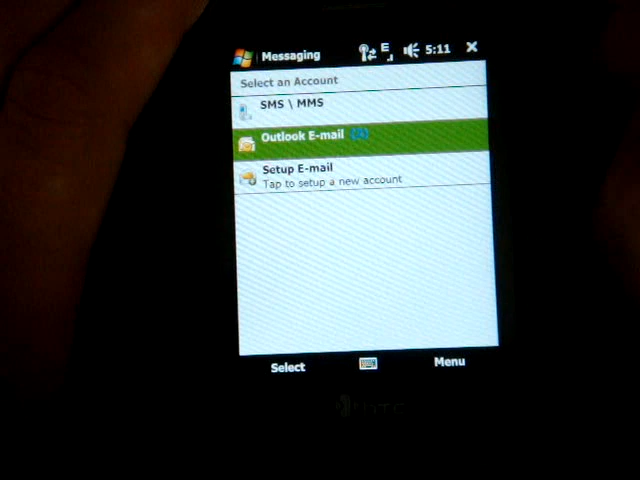 Messaging E 5:11 X
Select an Account
SMS \ MMS
Outlook E-mail (3)
Setup E-mail
Tap to setup a new account
Select Menu
hTC